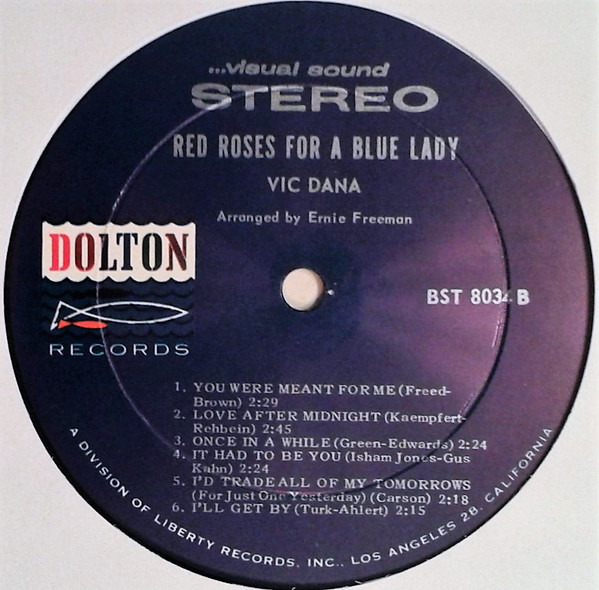 ...visual sound
STEREO
RED ROSES FOR A BLUE LADY
VIC DANA
Arranged by Ernie Freeman
DOLTON
RECORDS
BST 8034 B
1. YOU WERE MEANT FOR ME (Freed-
Brown) 2:29
2. LOVE AFTER MIDNIGHT (Kaempfert-
Rehbein) 2:45
3. ONCE IN A WHILE (Green-Edwards) 2:24
4. IT HAD TO BE YOU (Isham Jones-Gus
Kahn) 2:24
5. I'D TRADE ALL OF MY TOMORROWS
(For Just One Yesterday) (Carson) 2:18
6. I'LL GET BY (Turk-Ahlert) 2:15
A DIVISION OF LIBERTY RECORDS, INC., LOS ANGELES 28, CALIFORNIA